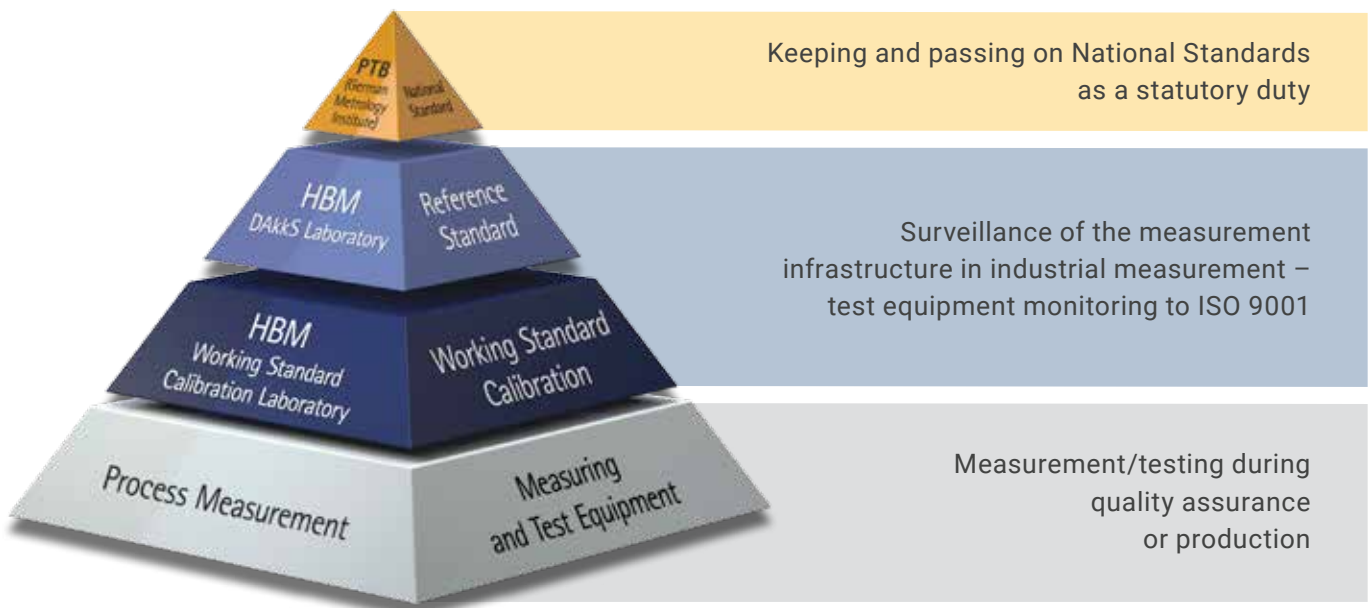 PTB
(German
Metrology
Institute)
National
Standard
Keeping and passing on National Standards
as a statutory duty
HBM
DAkkS Laboratory
Reference
Standard
Surveillance of the measurement
infrastructure in industrial measurement –
test equipment monitoring to ISO 9001
HBM
Working Standard
Calibration Laboratory
Working Standard
Calibration
Process Measurement
Measuring
and Test Equipment
Measurement/testing during
quality assurance
or production